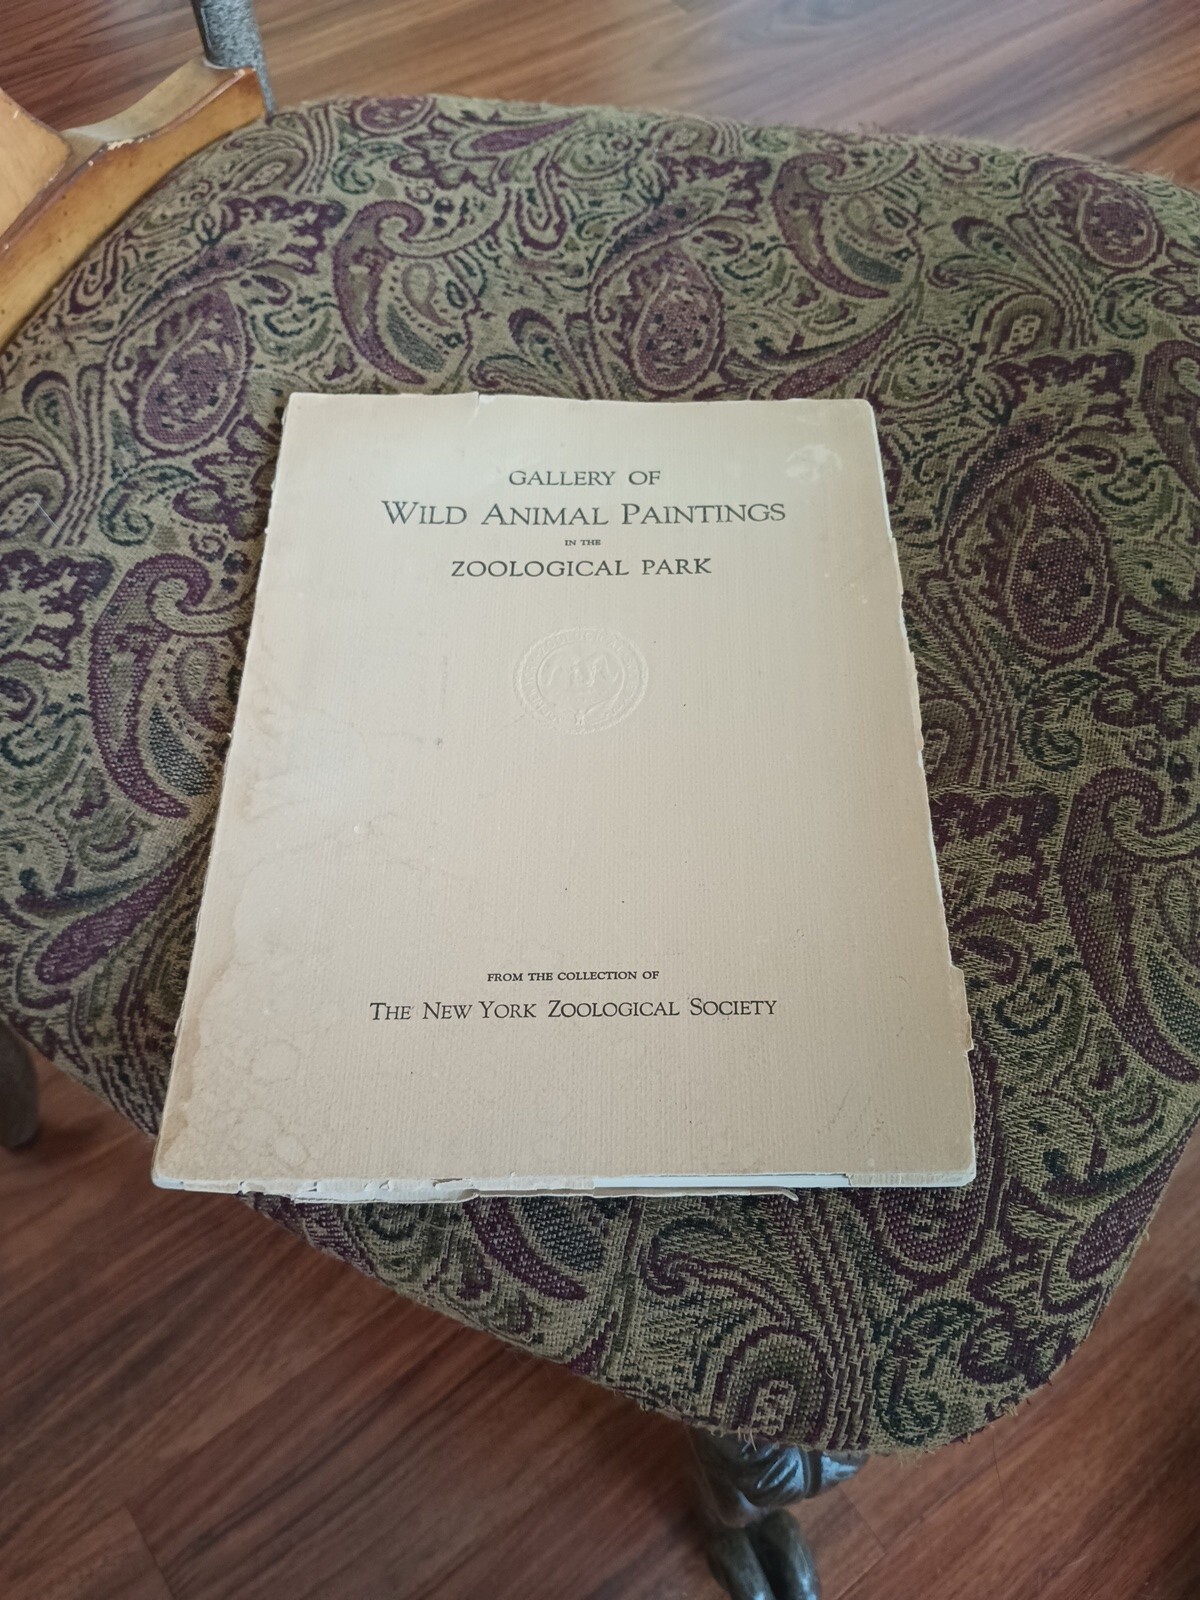 GALLERY OF
WILD ANIMAL PAINTINGS
IN THE
ZOOLOGICAL PARK
FROM THE COLLECTION OF
THE NEW YORK ZOOLOGICAL SOCIETY